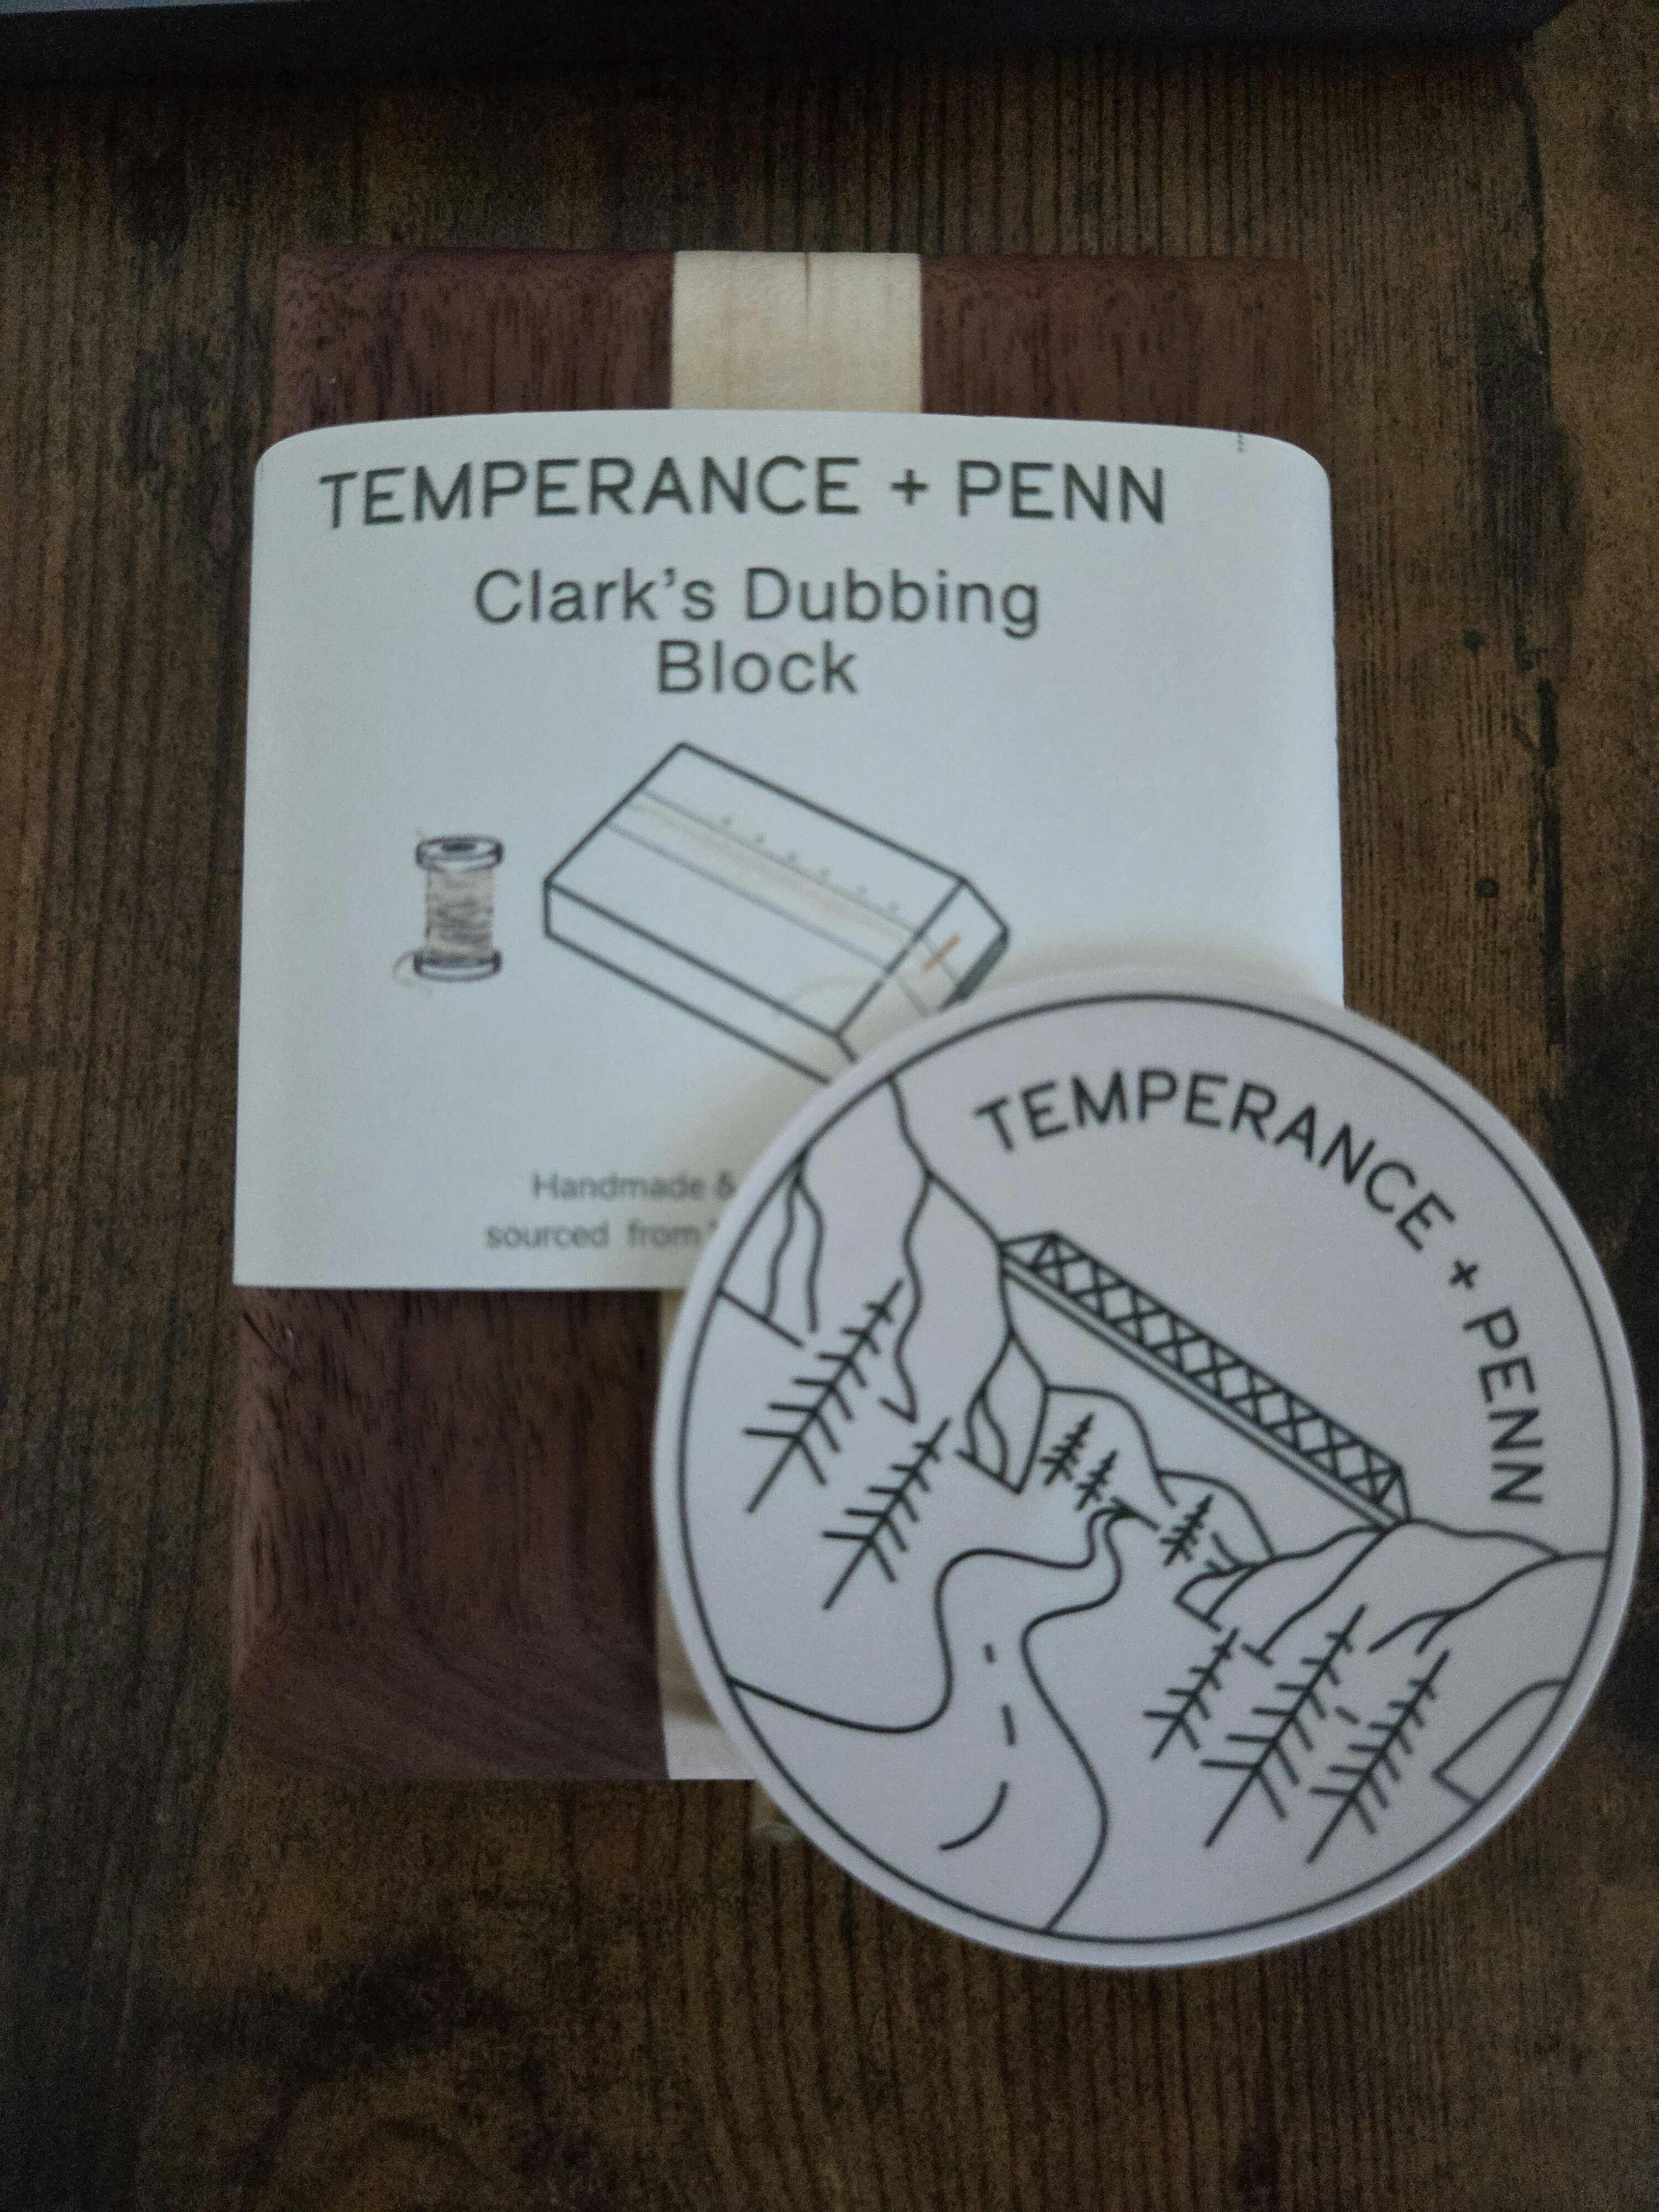 TEMPERANCE + PENN
Clark's Dubbing
Block
Handmade &
sourced from
TEMPERANCE + PENN